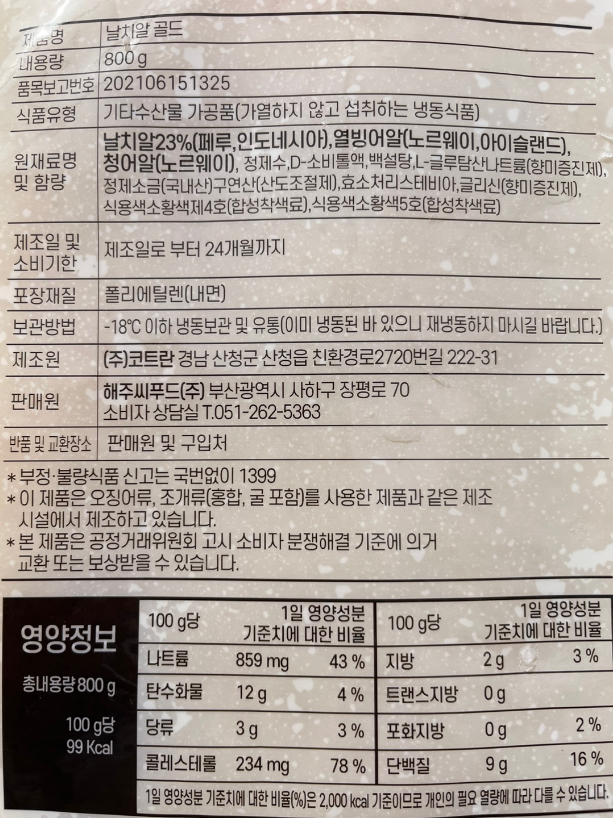 제품명 날치알 골드
내용량 800 g
품목보고번호 202106151325
식품유형 기타수산물 가공품(가열하지 않고 섭취하는 냉동식품)
원재료명 및 함량 날치알23%(페루,인도네시아),열빙어알(노르웨이,아이슬랜드),
청어알(노르웨이), 정제수,D-소비톨액,백설탕,L-글루탐산나트륨(향미증진제),
정제소금(국내산)구연산(산도조절제),효소처리스테비아,글리신(향미증진제),
식용색소황색제4호(합성착색료),식용색소황색5호(합성착색료)
제조일 및 소비기한 제조일로 부터 24개월까지
포장재질 폴리에틸렌(내면)
보관방법 -18℃ 이하 냉동보관 및 유통(이미 냉동된 바 있으니 재냉동하지 마시길 바랍니다.)
제조원 (주)코트란 경남 산청군 산청읍 친환경로2720번길 222-31
판매원 해주씨푸드(주) 부산광역시 사하구 장평로 70
소비자 상담실 T.051-262-5363
반품 및 교환장소 판매원 및 구입처
*부정·불량식품 신고는 국번없이 1399
*이 제품은 오징어류, 조개류(홍합, 굴 포함)를 사용한 제품과 같은 제조
시설에서 제조하고 있습니다.
*본 제품은 공정거래위원회 고시 소비자 분쟁해결 기준에 의거
교환 또는 보상받을 수 있습니다.
영양정보
총내용량 800 g
100 g당
99 Kcal
100 g당 1일 영양성분 기준치에 대한 비율 100 g당 1일 영양성분 기준치에 대한 비율
나트륨 859 mg 43 % 지방 2 g 3 %
탄수화물 12 g 4 % 트랜스지방 0 g
당류 3 g 3 % 포화지방 0 g 2 %
콜레스테롤 234 mg 78 % 단백질 9 g 16 %
1일 영양성분 기준치에 대한 비율(%)은 2,000 kcal 기준이므로 개인의 필요 열량에 따라 다를 수 있습니다.